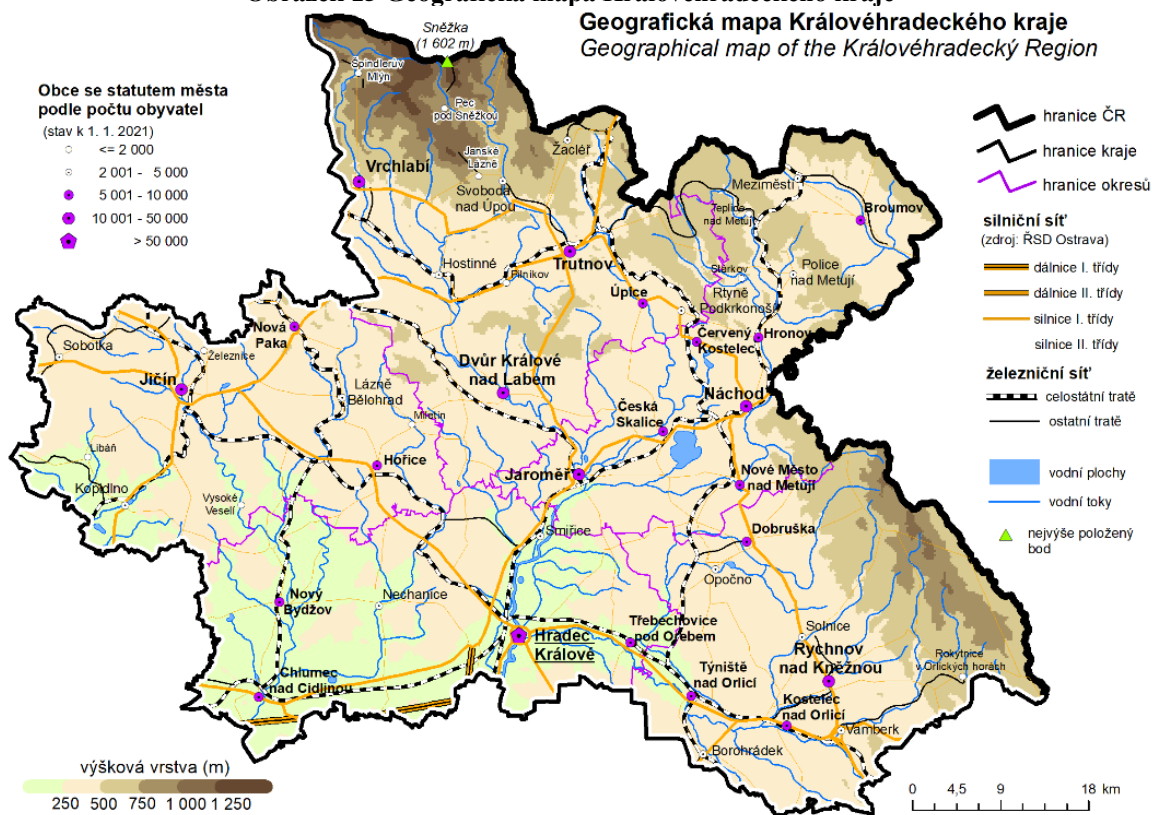 Obrázek 15 Geografická mapa Královéhradeckého kraje
Geografická mapa Královéhradeckého kraje
Geographical map of the Královéhradecký Region
Sněžka
(1 602 m)
Obce se statutem města
podle počtu obyvatel
(stav k 1. 1. 2021)
<= 2 000
2 001 - 5 000
5 001 - 10 000
10 001 - 50 000
> 50 000
hranice ČR
hranice kraje
hranice okresů
silniční síť
(zdroj: ŘSD Ostrava)
dálnice I. třídy
dálnice II. třídy
silnice I. třídy
silnice II. třídy
železniční síť
celostátní tratě
ostatní tratě
vodní plochy
vodní toky
nejvýše položený
bod
Špindlerův
Mlýn
Pec
pod Sněžkou
Janské
Lázně
Žacléř
Vrchlabí
Svoboda
nad Úpou
Meziměstí
Teplice
nad Metují
Broumov
Trutnov
Hostinné
Pilníkov
Stárkov
Police
nad Metují
Úpice
Rtyně
Podkrkonoší
Nová
Paka
Červený
Kostelec
Hronov
Sobotka
Železnice
Jičín
Dvůr Králové
nad Labem
Lázně
Bělohrad
Náchod
Česká
Skalice
Miletín
Libáň
Hořice
Jaroměř
Kopidlno
Nové Město
nad Metují
Vysoké
Veselí
Dobruška
Smiřice
Opočno
Nový
Bydžov
Nechanice
Třebechovice
pod Orebem
Solnice
Hradec
Králové
Rychnov
nad Kněžnou
Rokytnice
v Orlických horách
Chlumec
nad Cidlinou
Týniště
nad Orlicí
Kostelec
nad Orlicí
Vamberk
Borohrádek
výšková vrstva (m)
250 500 750 1 000 1 250
0 4,5 9 18 km